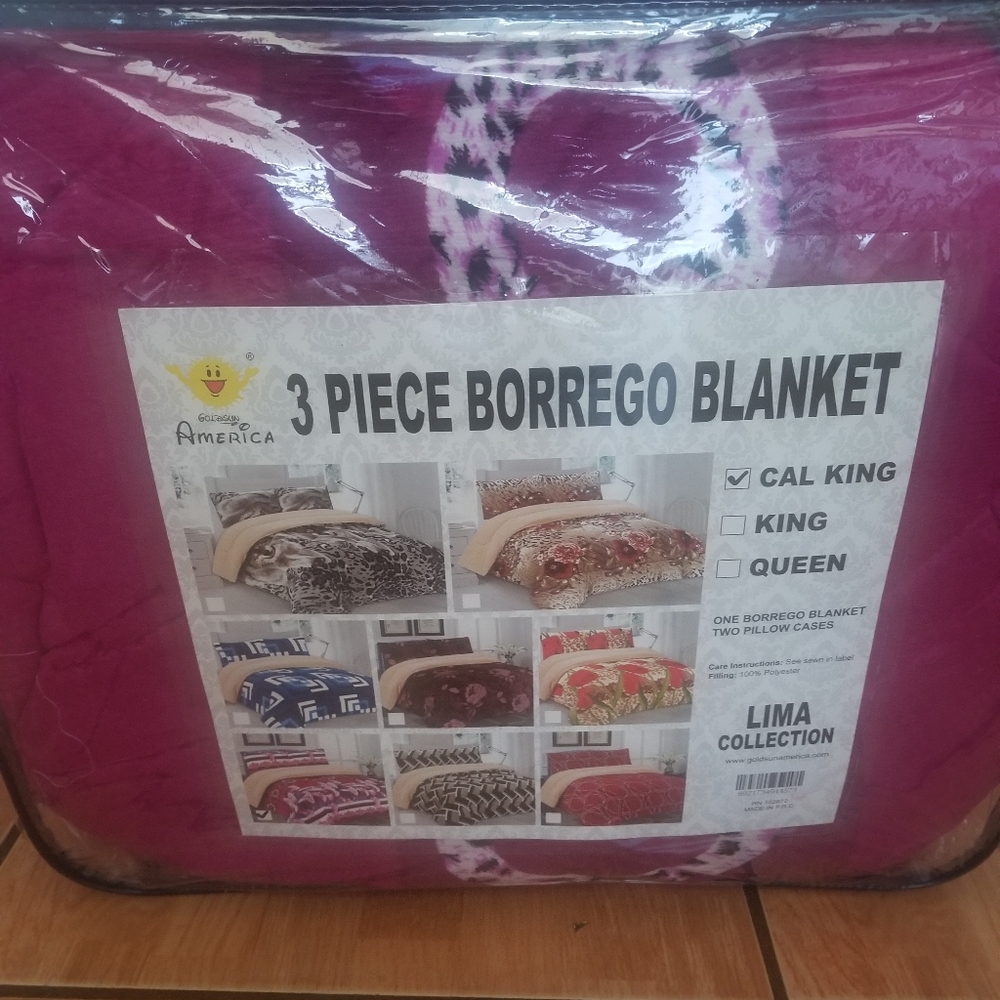 ®
GOLDSUN
AMERICA
3 PIECE BORREGO BLANKET
CAL KING
KING
QUEEN
ONE BORREGO BLANKET
TWO PILLOW CASES
Care Instructions: See sewn in label
Filling: 100% Polyester
LIMA
COLLECTION
www.goldsunamerica.com
MADE IN P.R.C